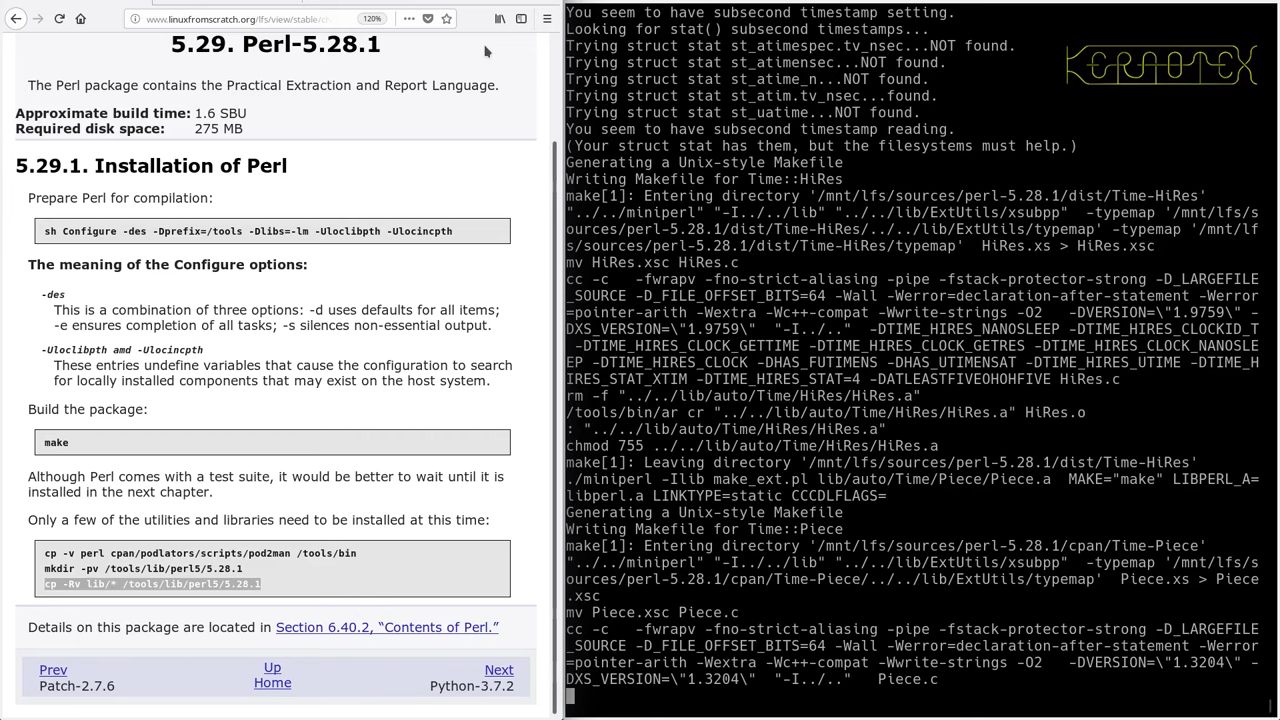 www.linuxfromscratch.org/lfs/view/stable/ch
120%
5.29. Perl-5.28.1
The Perl package contains the Practical Extraction and Report Language.
Approximate build time: 1.6 SBU
Required disk space: 275 MB
5.29.1. Installation of Perl
Prepare Perl for compilation:
sh Configure -des -Dprefix=/tools -Dlibs=-lm -Uloclibpth -Ulocincpth
The meaning of the Configure options:
-des
This is a combination of three options: -d uses defaults for all items;
-e ensures completion of all tasks; -s silences non-essential output.
-Uloclibpth amd -Ulocincpth
These entries undefine variables that cause the configuration to search
for locally installed components that may exist on the host system.
Build the package:
make
Although Perl comes with a test suite, it would be better to wait until it is
installed in the next chapter.
Only a few of the utilities and libraries need to be installed at this time:
cp -v perl cpan/podlators/scripts/pod2man /tools/bin
mkdir -pv /tools/lib/perl5/5.28.1
cp -Rv lib/* /tools/lib/perl5/5.28.1
Details on this package are located in Section 6.40.2, “Contents of Perl.”
Prev
Patch-2.7.6
Up
Home
Next
Python-3.7.2
You seem to have subsecond timestamp setting.
Looking for stat() subsecond timestamps...
Trying struct stat st_atimespec.tv_nsec...NOT found.
Trying struct stat st_atimensec...NOT found.
Trying struct stat st_atime_n...NOT found.
Trying struct stat st_atim.tv_nsec...found.
Trying struct stat st_uatime...NOT found.
You seem to have subsecond timestamp reading.
(Your struct stat has them, but the filesystems must help.)
Generating a Unix-style Makefile
Writing Makefile for Time::HiRes
make[1]: Entering directory '/mnt/lfs/sources/perl-5.28.1/dist/Time-HiRes'
"../../miniperl" "-I../../lib" "../../lib/ExtUtils/xsubpp"  -typemap '/mnt/lfs/s
ources/perl-5.28.1/dist/Time-HiRes/../../lib/ExtUtils/typemap' -typemap '/mnt/lf
s/sources/perl-5.28.1/dist/Time-HiRes/typemap'  HiRes.xs > HiRes.xsc
mv HiRes.xsc HiRes.c
cc -c   -fwrapv -fno-strict-aliasing -pipe -fstack-protector-strong -D_LARGEFILE
_SOURCE -D_FILE_OFFSET_BITS=64 -Wall -Werror=declaration-after-statement -Werror
=pointer-arith -Wextra -Wc++-compat -Wwrite-strings -O2   -DVERSION=\"1.9759\" -
DXS_VERSION=\"1.9759\"  "-I../.."  -DTIME_HIRES_NANOSLEEP -DTIME_HIRES_CLOCKID_T
 -DTIME_HIRES_CLOCK_GETTIME -DTIME_HIRES_CLOCK_GETRES -DTIME_HIRES_CLOCK_NANOSLE
EP -DTIME_HIRES_CLOCK -DHAS_FUTIMENS -DHAS_UTIMENSAT -DTIME_HIRES_UTIME -DTIME_H
IRES_STAT_XTIM -DTIME_HIRES_STAT=4 -DATLEASTFIVEOHOHFIVE HiRes.c
rm -f "../../lib/auto/Time/HiRes/HiRes.a"
/tools/bin/ar cr "../../lib/auto/Time/HiRes/HiRes.a" HiRes.o
: "../../lib/auto/Time/HiRes/HiRes.a"
chmod 755 ../../lib/auto/Time/HiRes/HiRes.a
make[1]: Leaving directory '/mnt/lfs/sources/perl-5.28.1/dist/Time-HiRes'
./miniperl -Ilib make_ext.pl lib/auto/Time/Piece/Piece.a  MAKE="make" LIBPERL_A=
libperl.a LINKTYPE=static CCCDLFLAGS=
Generating a Unix-style Makefile
Writing Makefile for Time::Piece
make[1]: Entering directory '/mnt/lfs/sources/perl-5.28.1/cpan/Time-Piece'
"../../miniperl" "-I../../lib" "../../lib/ExtUtils/xsubpp"  -typemap '/mnt/lfs/s
ources/perl-5.28.1/cpan/Time-Piece/../../lib/ExtUtils/typemap'  Piece.xs > Piece
.xsc
mv Piece.xsc Piece.c
cc -c   -fwrapv -fno-strict-aliasing -pipe -fstack-protector-strong -D_LARGEFILE
_SOURCE -D_FILE_OFFSET_BITS=64 -Wall -Werror=declaration-after-statement -Werror
=pointer-arith -Wextra -Wc++-compat -Wwrite-strings -O2   -DVERSION=\"1.3204\" -
DXS_VERSION=\"1.3204\"  "-I../.."   Piece.c
KERAOTEX